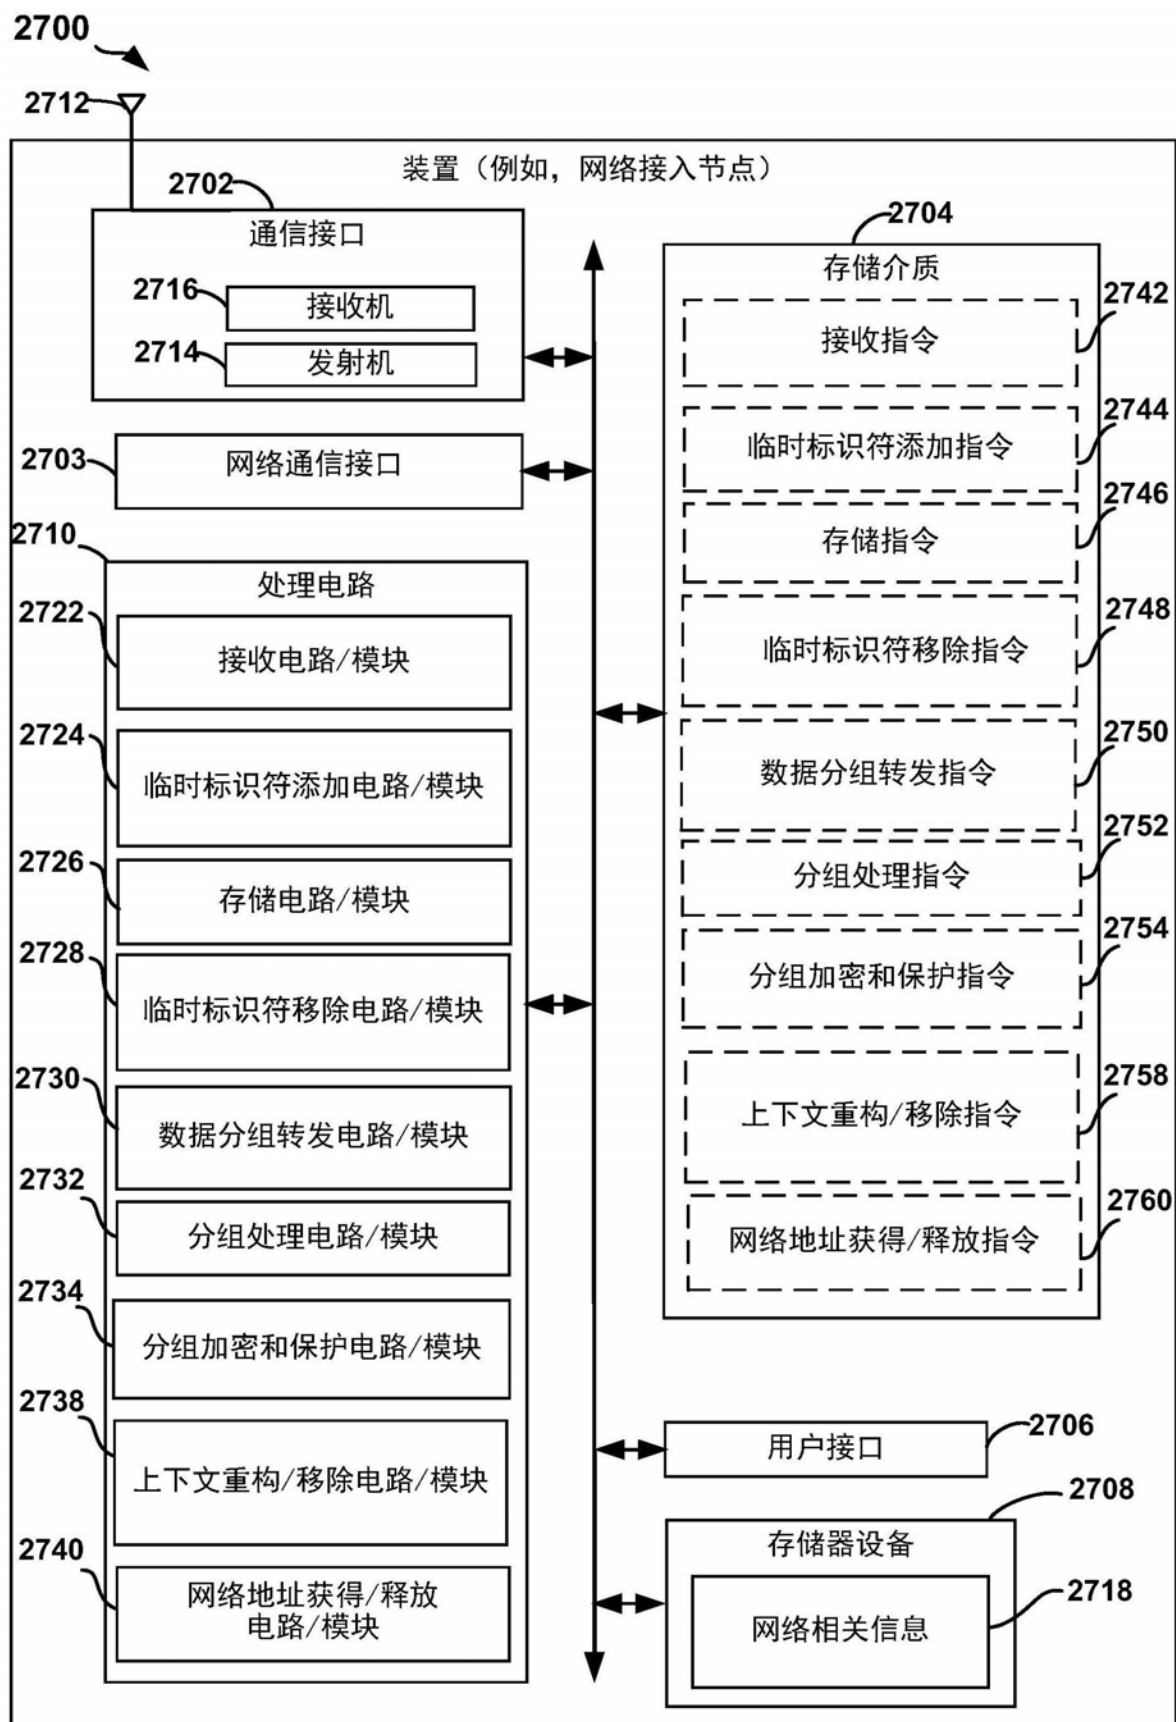 2700
2712
装置（例如，网络接入节点）
2702
通信接口
2716
接收机
2714
发射机
2703
网络通信接口
2710
处理电路
2722
接收电路/模块
2724
临时标识符添加电路/模块
2726
存储电路/模块
2728
临时标识符移除电路/模块
2730
数据分组转发电路/模块
2732
分组处理电路/模块
2734
分组加密和保护电路/模块
2738
上下文重构/移除电路/模块
2740
网络地址获得/释放
电路/模块
2704
存储介质
2742
接收指令
2744
临时标识符添加指令
2746
存储指令
2748
临时标识符移除指令
2750
数据分组转发指令
2752
分组处理指令
2754
分组加密和保护指令
2758
上下文重构/移除指令
2760
网络地址获得/释放指令
2706
用户接口
2708
存储器设备
2718
网络相关信息